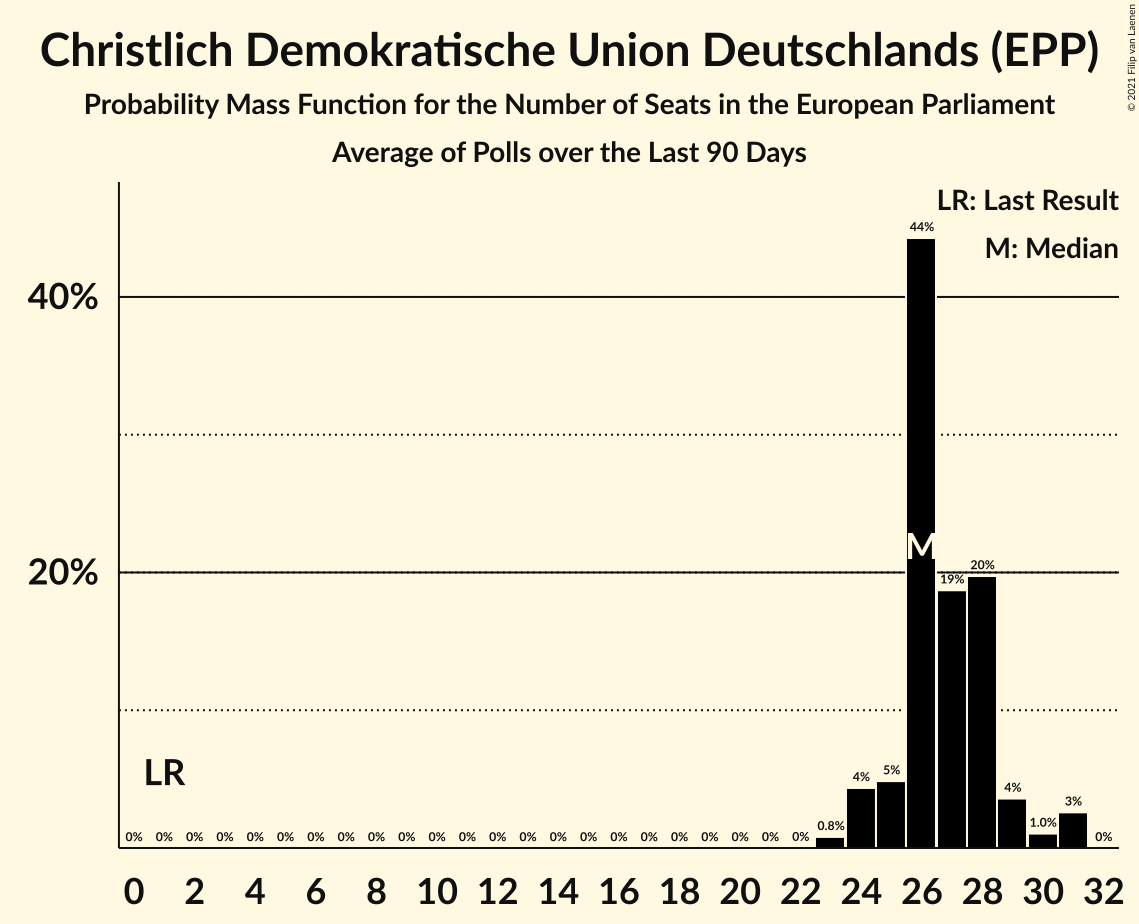 Christlich Demokratische Union Deutschlands (EPP)
Probability Mass Function for the Number of Seats in the European Parliament
Average of Polls over the Last 90 Days
© 2021 Filip van Laenen
LR: Last Result
M: Median
44%
40%
M
20%
20%
19%
LR
4%
5%
4%
3%
0.8%
1.0%
0% 0% 0% 0% 0% 0% 0% 0% 0% 0% 0% 0% 0% 0% 0% 0% 0% 0% 0% 0% 0% 0% 0% 0%
0 2 4 6 8 10 12 14 16 18 20 22 24 26 28 30 32